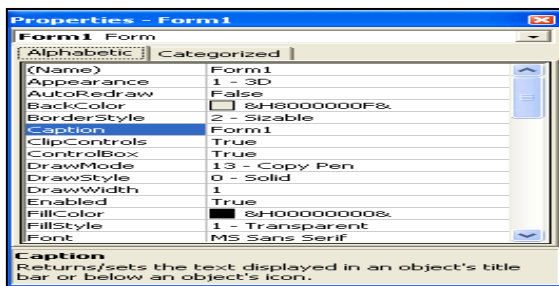 Properties - Form1
Form1 Form
Alphabetic Categorized
(Name) Form1
Appearance 1 - 3D
AutoRedraw False
BackColor &H8000000F&
BorderStyle 2 - Sizable
Caption Form1
ClipControls True
ControlBox True
DrawMode 13 - Copy Pen
DrawStyle 0 - Solid
DrawWidth 1
Enabled True
FillColor &H00000000&
FillStyle 1 - Transparent
Font MS Sans Serif
Caption
Returns/sets the text displayed in an object's title
bar or below an object's icon.